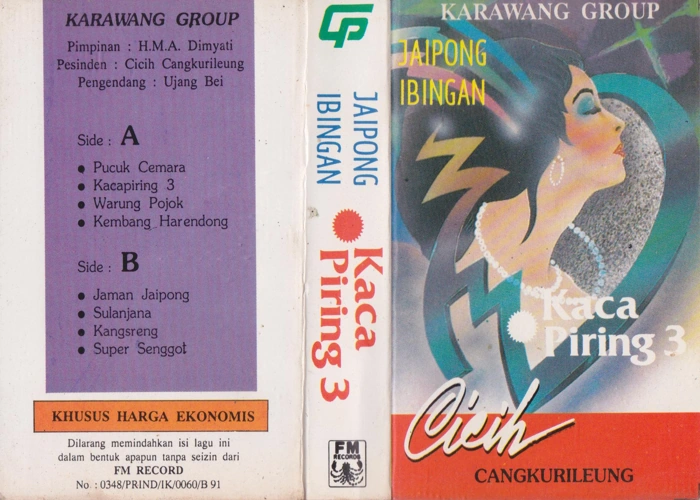 KARAWANG GROUP
Pimpinan : H.M.A. Dimyati
Pesinden : Cicih Cangkurileung
Pengendang : Ujang Bei
Side : A
● Pucuk Cemara
● Kacapiring 3
● Warung Pojok
● Kembang Harendong
Side : B
● Jaman Jaipong
● Sulanjana
● Kangsreng
● Super Senggot
KHUSUS HARGA EKONOMIS
Dilarang memindahkan isi lagu ini
dalam bentuk apapun tanpa seizin dari
FM RECORD
No. : 0348/PRIND/IK/0060/B 91
GP
JAIPONG
IBINGAN
Kaca
Piring 3
FM
RECORDS
KARAWANG GROUP
JAIPONG
IBINGAN
Kaca
Piring 3
Cicih
CANGKURILEUNG